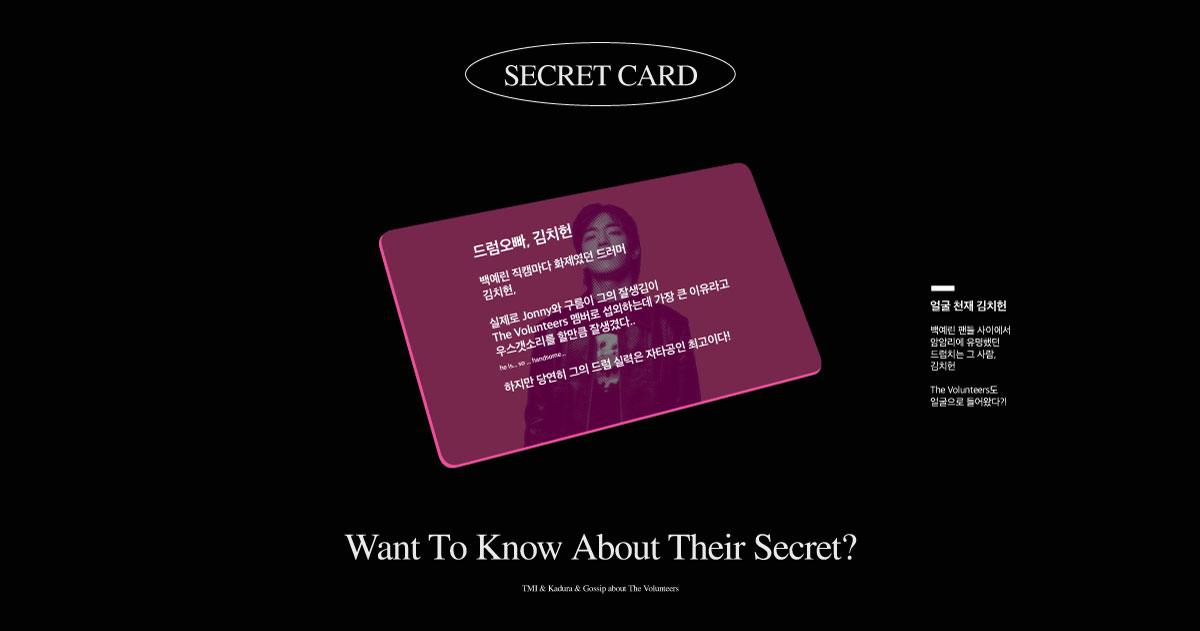 SECRET CARD
드럼오빠, 김치헌
백예린 직캠마다 화제였던 드러머
김치헌,
실제로 Jonny와 구름이 그의 잘생김이
The Volunteers 멤버로 섭외하는데 가장 큰 이유라고
우스갯소리를 할만큼 잘생겼다..
he is... so ... handsome...
하지만 당연히 그의 드럼 실력은 자타공인 최고이다!
얼굴 천재 김치헌
백예린 팬들 사이에서
암암리에 유명했던
드럼치는 그 사람,
김치헌
The Volunteers도
얼굴으로 들어왔다?!
Want To Know About Their Secret?
TMI & Kadura & Gossip about The Volunteers